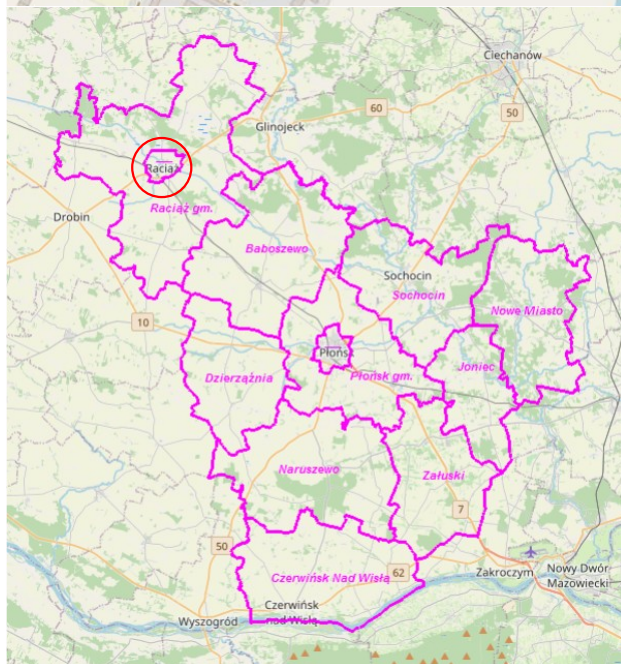 Ciechanów
60
50
Glinojeck
Raciąż
Raciąż gm.
Drobin
Baboszewo
Sochocin
Sochocin
Nowe Miasto
10
Płońsk
Joniec
Dzierzążnia
Płońsk gm.
Naruszewo
Załuski
7
50
62
Czerwińsk Nad Wisłą
Zakroczym
Nowy Dwór
Mazowiecki
Czerwińsk
nad Wisłą
Wyszogród